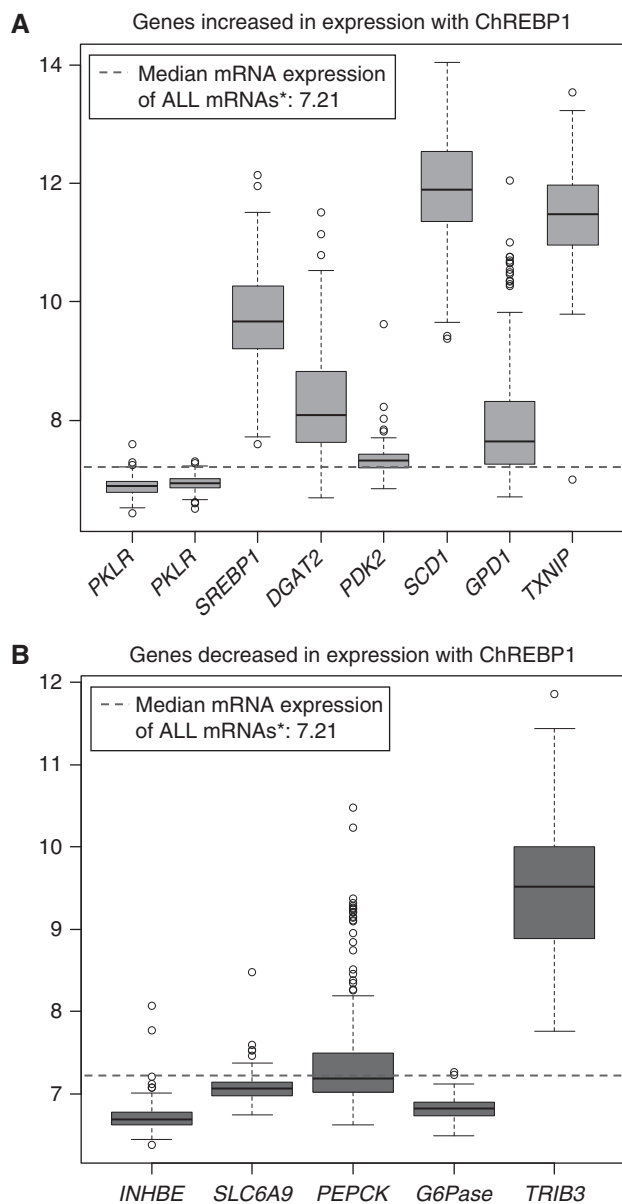 A
Genes increased in expression with ChREBP1
Median mRNA expression
of ALL mRNAs*: 7.21
14
12
10
8
PKLR
PKLR
SREBP1
DGAT2
PDK2
SCD1
GPD1
TXNIP
B
Genes decreased in expression with ChREBP1
Median mRNA expression
of ALL mRNAs*: 7.21
12
11
10
9
8
7
INHBE
SLC6A9
PEPCK
G6Pase
TRIB3